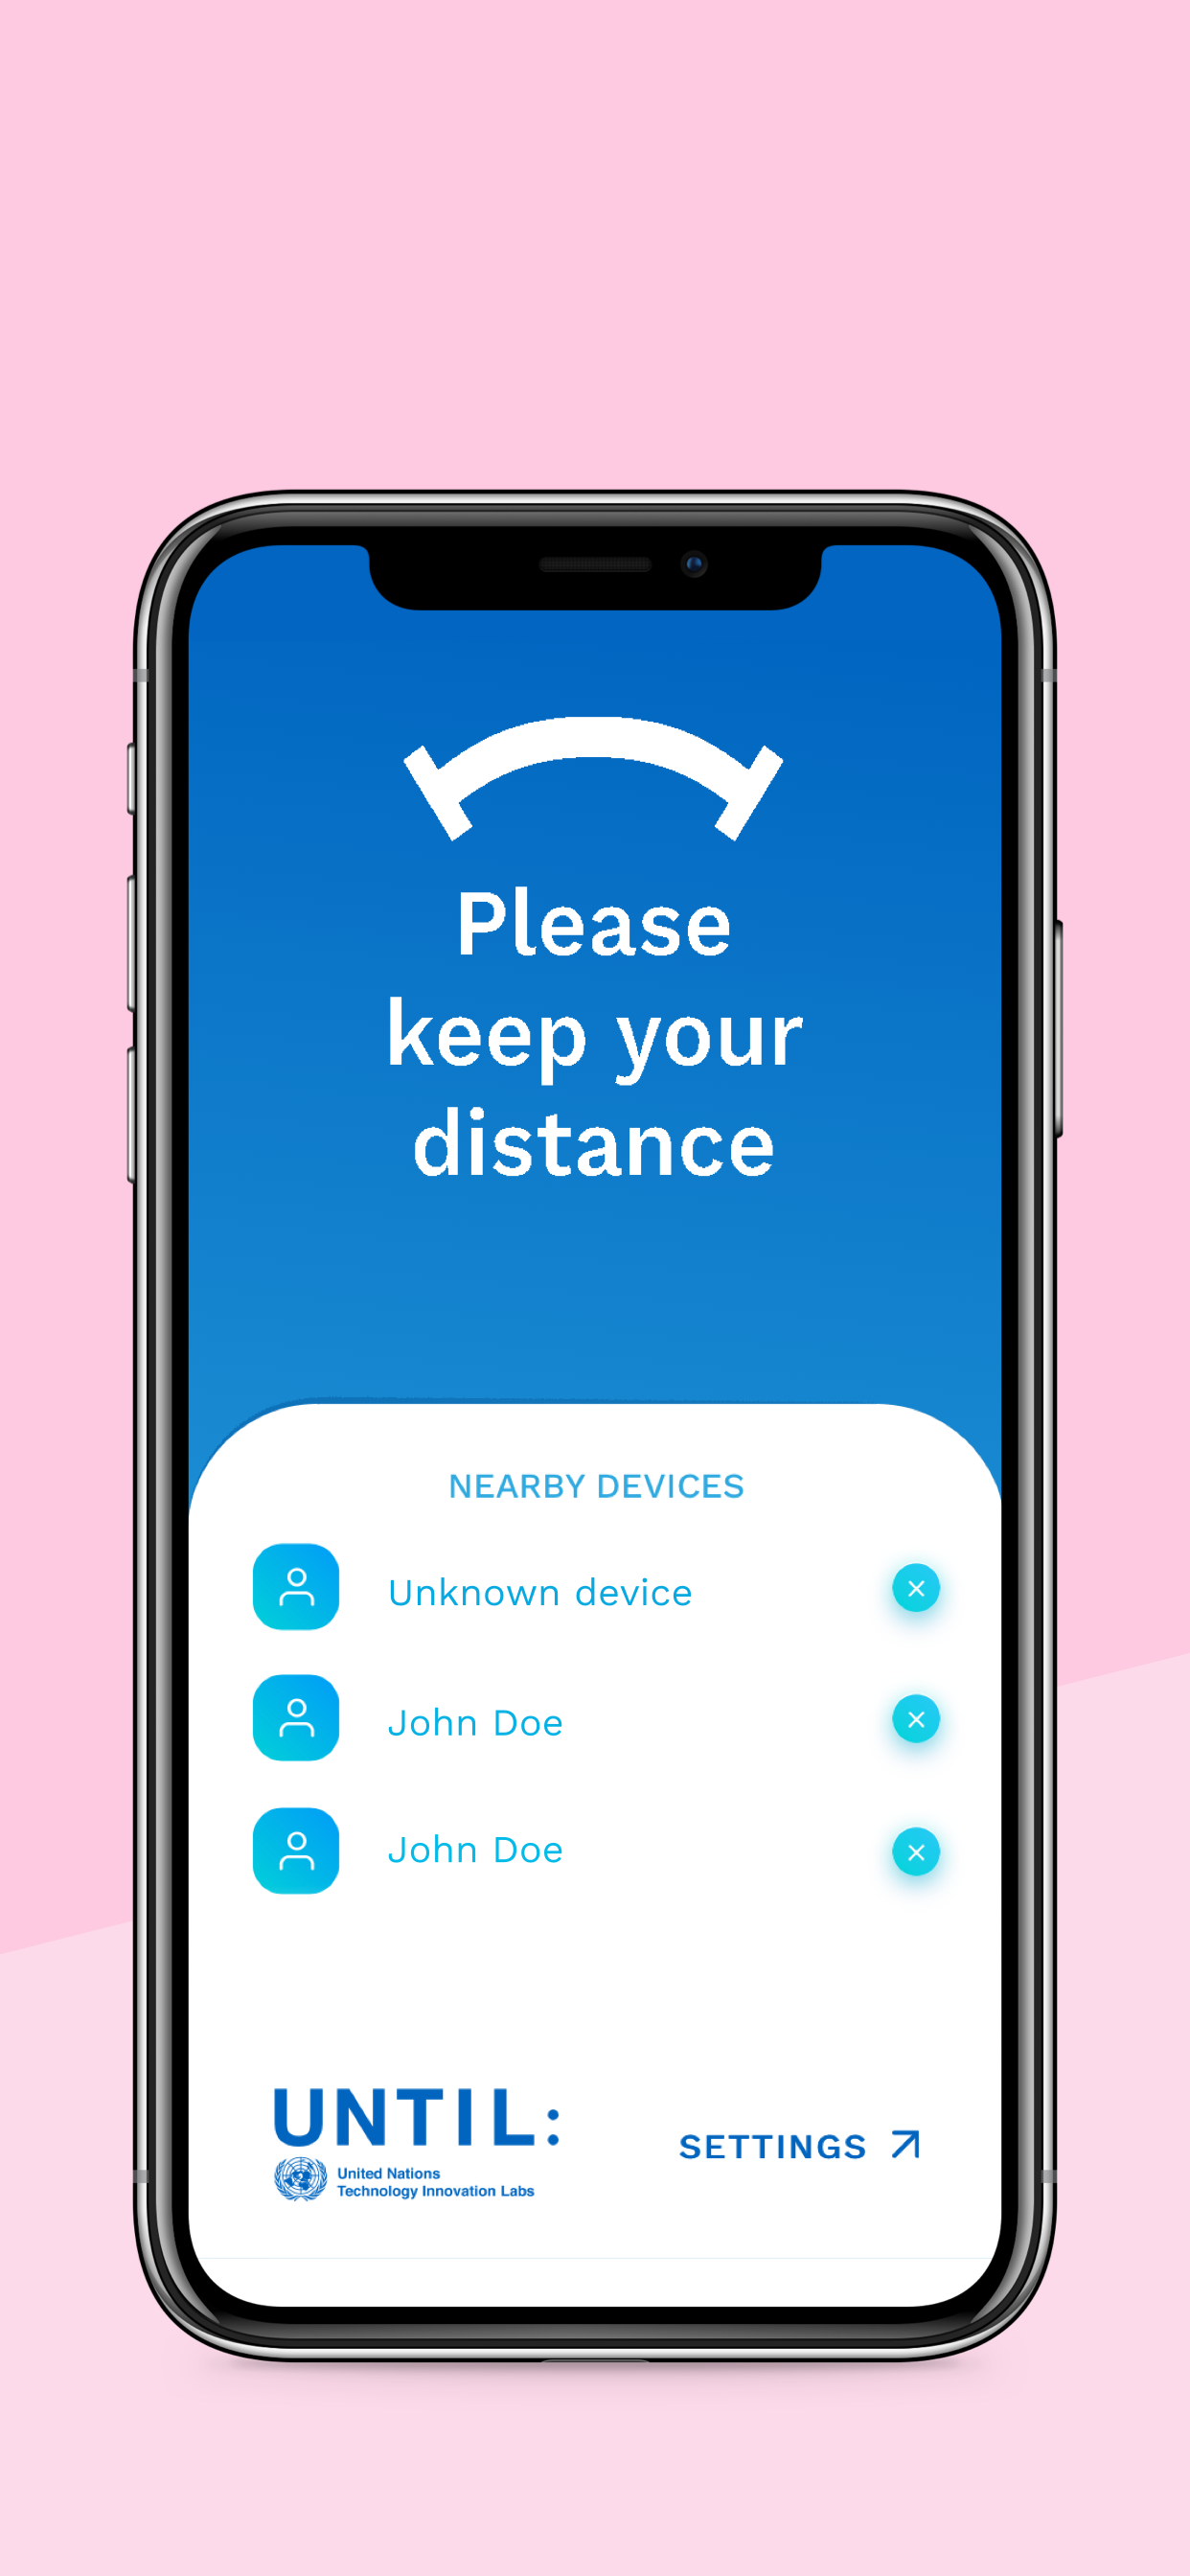 Please
keep your
distance
NEARBY DEVICES
Unknown device
John Doe
John Doe
UNTIL:
United Nations
Technology Innovation Labs
SETTINGS